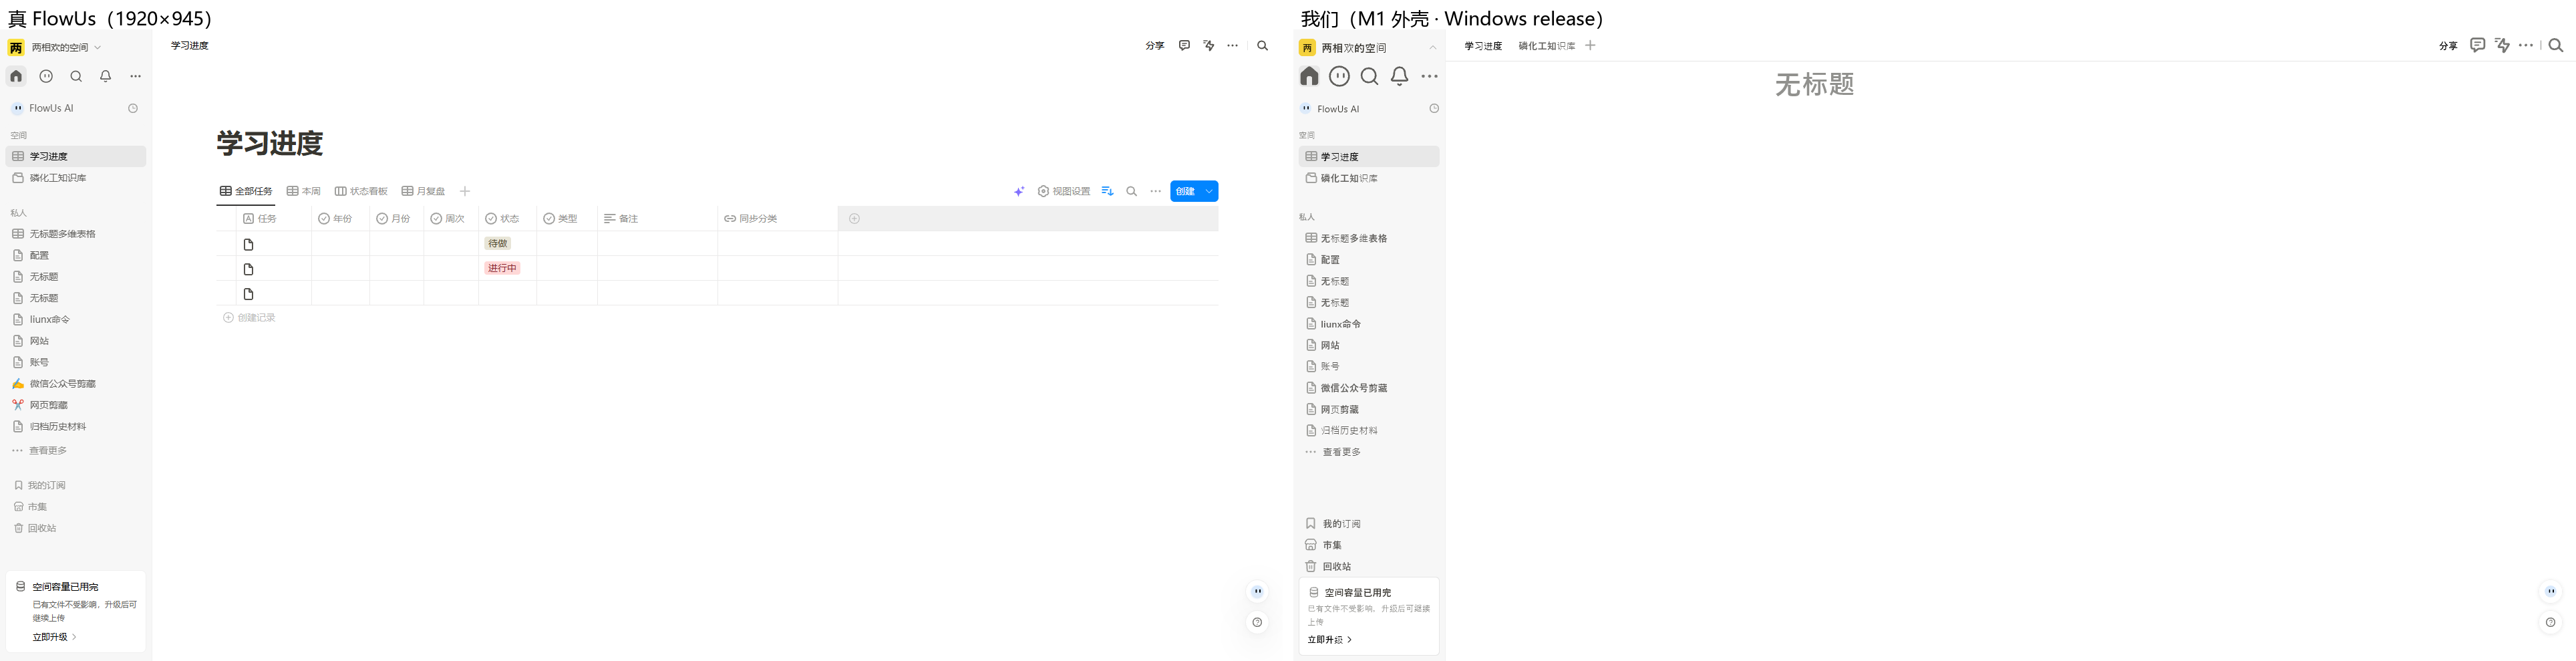 真 FlowUs（1920×945）
两 两相欢的空间
FlowUs AI
空间
学习进度
磷化工知识库
私人
无标题多维表格
配置
无标题
无标题
liunx命令
网站
账号
微信公众号剪藏
网页剪藏
归档历史材料
查看更多
我的订阅
市集
回收站
空间容量已用完
已有文件不受影响，升级后可
继续上传
立即升级
学习进度
分享
学习进度
全部任务 本周 状态看板 月复盘
视图设置 创建
任务 年份 月份 周次 状态 类型 备注 同步分类
待做
进行中
创建记录
我们（M1 外壳 · Windows release）
两 两相欢的空间
FlowUs AI
空间
学习进度
磷化工知识库
私人
无标题多维表格
配置
无标题
无标题
liunx命令
网站
账号
微信公众号剪藏
网页剪藏
归档历史材料
查看更多
我的订阅
市集
回收站
空间容量已用完
已有文件不受影响，升级后可继续
上传
立即升级
学习进度 磷化工知识库
分享
无标题